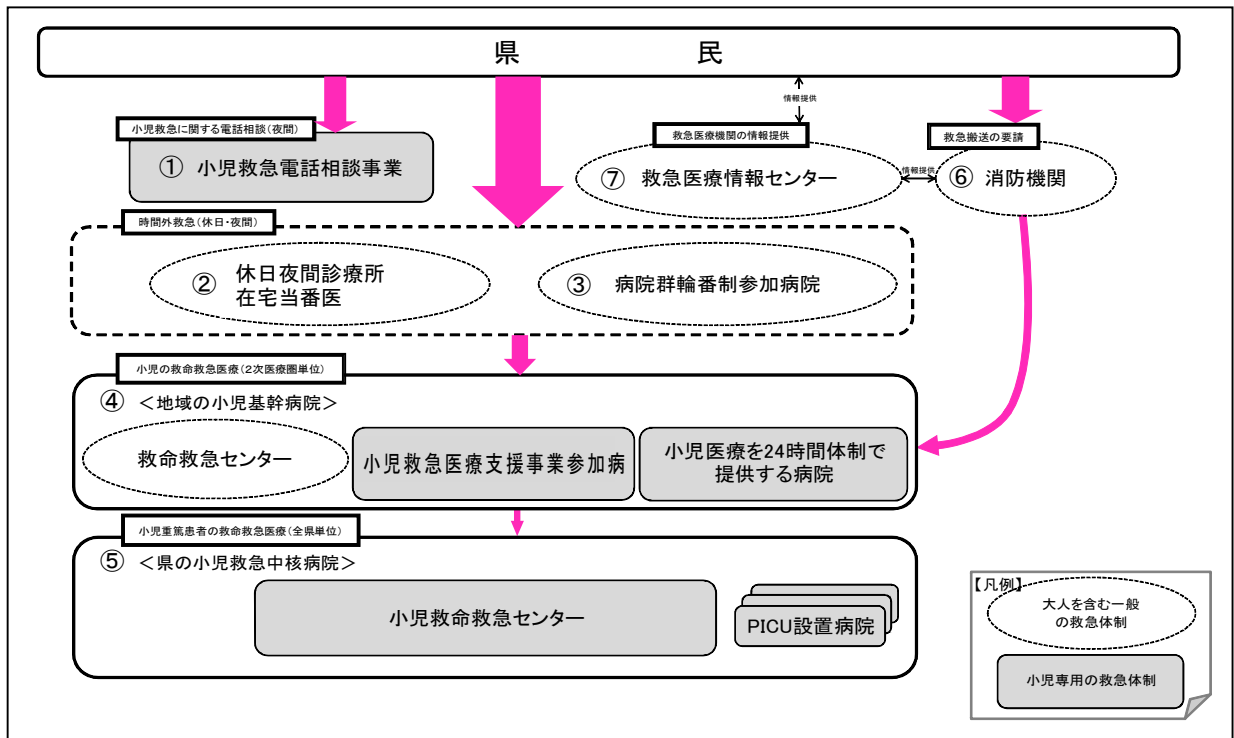 県　　　　民
情報提供
小児救急に関する電話相談(夜間)
① 小児救急電話相談事業
救急医療機関の情報提供
⑦ 救急医療情報センター
情報提供
救急搬送の要請
⑥ 消防機関
時間外救急(休日・夜間)
② 休日夜間診療所
在宅当番医
③ 病院群輪番制参加病院
小児の救命救急医療(2次医療圏単位)
④ <地域の小児基幹病院>
救命救急センター
小児救急医療支援事業参加病
小児医療を24時間体制で
提供する病院
小児重篤患者の救命救急医療(全県単位)
⑤ <県の小児救急中核病院>
小児救命救急センター
PICU設置病院
【凡例】
大人を含む一般
の救急体制
小児専用の救急体制